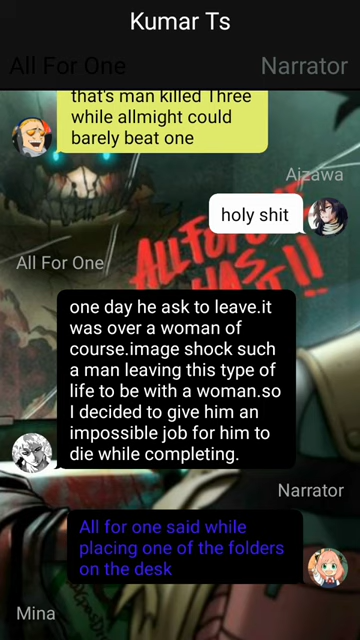 Kumar Ts
All For One
Narrator
that's man killed Three
while allmight could
barely beat one
Aizawa
holy shit
ALL FOR
HAS IT!!
All For One
one day he ask to leave.it
was over a woman of
course.image shock such
a man leaving this type of
life to be with a woman.so
I decided to give him an
impossible job for him to
die while completing.
Narrator
All for one said while
placing one of the folders
on the desk
Mina